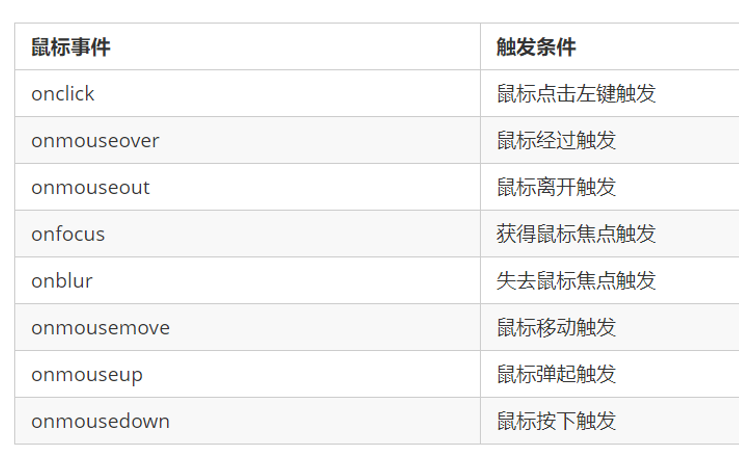 鼠标事件 触发条件
onclick 鼠标点击左键触发
onmouseover 鼠标经过触发
onmouseout 鼠标离开触发
onfocus 获得鼠标焦点触发
onblur 失去鼠标焦点触发
onmousemove 鼠标移动触发
onmouseup 鼠标弹起触发
onmousedown 鼠标按下触发